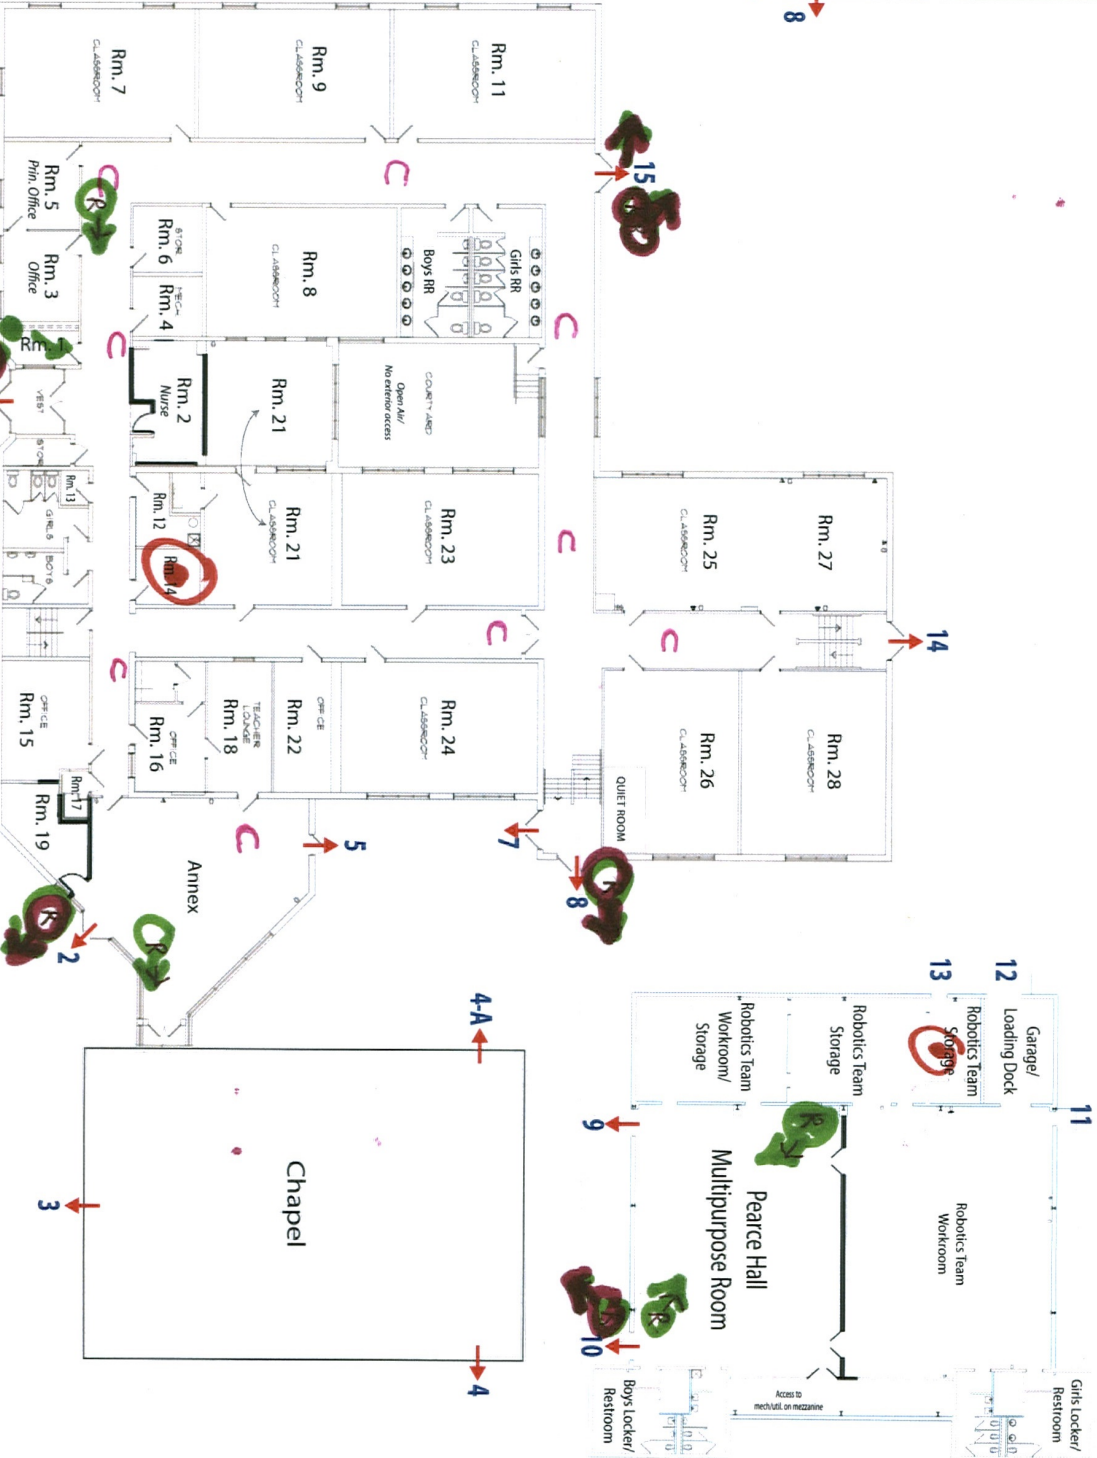 8
Rm. 11
CLASSROOM
Rm. 9
CLASSROOM
Rm. 7
CLASSROOM
15
C
C
R
Rm. 5
Prin. Office
Rm. 3
Office
Rm. 1
Rm. 6
STOR
Rm. 4
MECH
Rm. 8
CLASSROOM
Boys RR
Girls RR
C
C
VEST
STOR
Rm. 2
Nurse
Rm. 21
COURTYARD
Open Air/
No exterior access
Rm. 13
GIRLS
BOYS
Rm. 12
Rm. 14
Rm. 21
CLASSROOM
Rm. 23
CLASSROOM
C
Rm. 25
CLASSROOM
Rm. 27
14
C
C
C
OFFICE
Rm. 15
OFFICE
Rm. 16
TEACHER
LOUNGE
Rm. 18
OFFICE
Rm. 22
Rm. 24
CLASSROOM
Rm. 26
CLASSROOM
Rm. 28
CLASSROOM
QUIET ROOM
Rm. 17
Rm. 19
C
5
7
8
R
Annex
R
2
R
4-A
Chapel
3
4
13
12
11
Garage/
Loading Dock
Robotics Team
Storage
Robotics Team
Storage
Robotics Team
Workroom/
Storage
R
9
Pearce Hall
Multipurpose Room
Robotics Team
Workroom
R
10
Access to
mech/util. on mezzanine
Boys Locker/
Restroom
Girls Locker/
Restroom